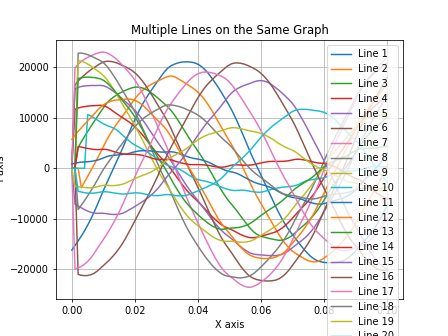 Multiple Lines on the Same Graph
20000
10000
0
−10000
−20000
0.00
0.02
0.04
0.06
X axis
Line 1
Line 2
Line 3
Line 4
Line 5
Line 6
Line 7
Line 8
Line 9
Line 10
Line 11
Line 12
Line 13
Line 14
Line 15
Line 16
Line 17
Line 18
Line 19
Line 20